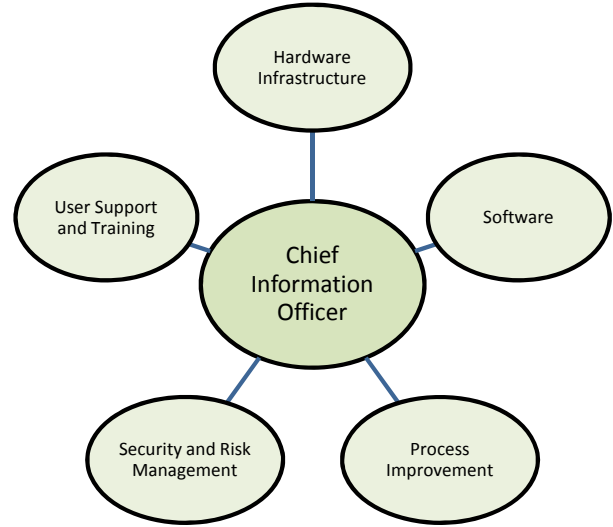 Hardware
Infrastructure
User Support
and Training
Software
Chief
Information
Officer
Security and Risk
Management
Process
Improvement